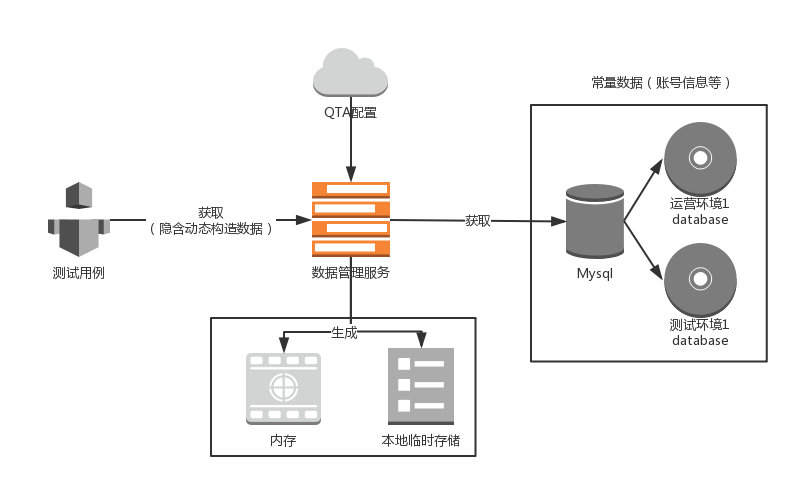 常量数据（账号信息等）
QTA配置
获取
（隐含动态构造数据）
测试用例
数据管理服务
获取
Mysql
运营环境1
database
测试环境1
database
生成
内存
本地临时存储